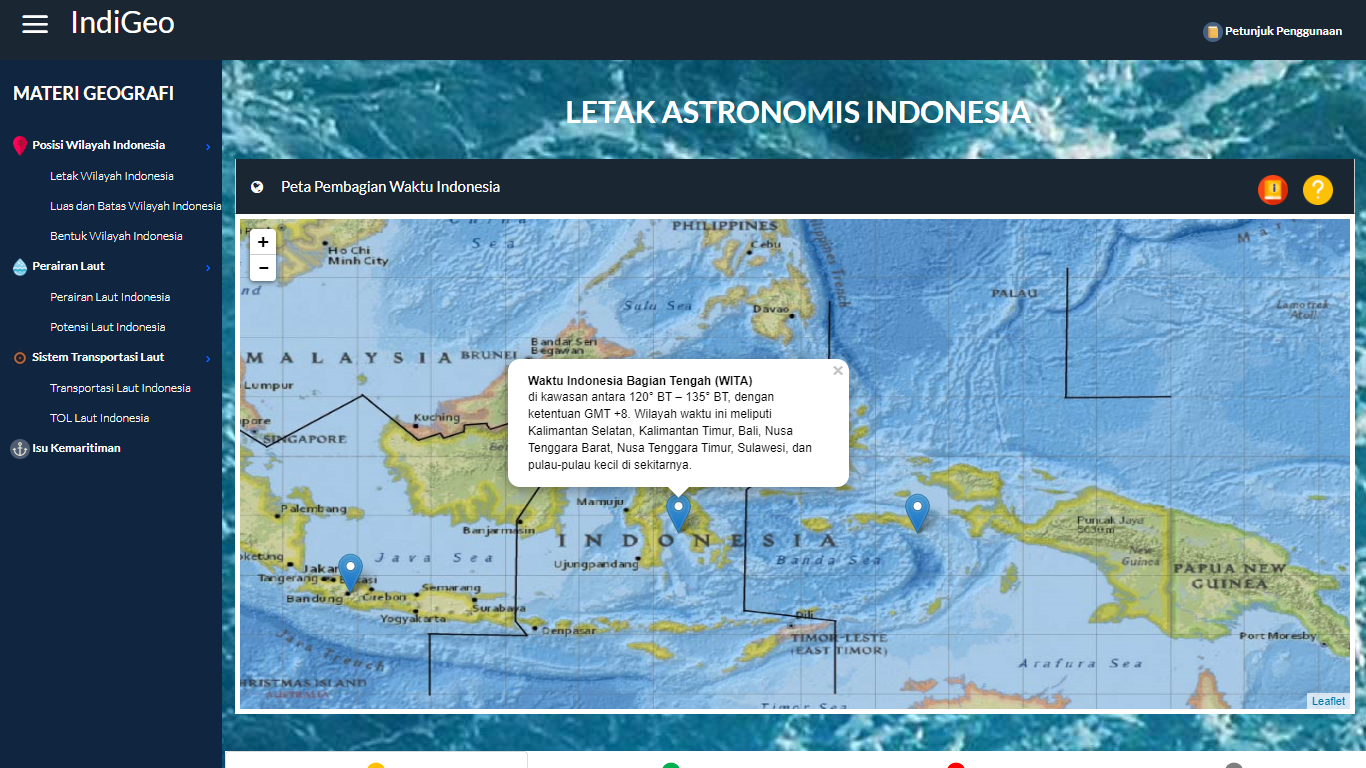 IndiGeo
Petunjuk Penggunaan
MATERI GEOGRAFI
Posisi Wilayah Indonesia
Letak Wilayah Indonesia
Luas dan Batas Wilayah Indonesia
Bentuk Wilayah Indonesia
Perairan Laut
Perairan Laut Indonesia
Potensi Laut Indonesia
Sistem Transportasi Laut
Transportasi Laut Indonesia
TOL Laut Indonesia
Isu Kemaritiman
LETAK ASTRONOMIS INDONESIA
Peta Pembagian Waktu Indonesia
+
−
Ho Chi
Minh City
Sea
PHILIPPINES
Cebu
Sulu Sea
Davao
PALAU
MALAYSIA
BRUNEI
Bandar Seri
Begawan
Lumpur
Kuching
SINGAPORE
Waktu Indonesia Bagian Tengah (WITA)
di kawasan antara 120° BT – 135° BT, dengan
ketentuan GMT +8. Wilayah waktu ini meliputi
Kalimantan Selatan, Kalimantan Timur, Bali, Nusa
Tenggara Barat, Nusa Tenggara Timur, Sulawesi, dan
pulau-pulau kecil di sekitarnya.
×
Palembang
Mamuju
Banjarmasin
INDONESIA
Java Sea
Ujungpandang
Banda Sea
Puncak Jaya
5030 m
New
Guinea
PAPUA NEW
GUINEA
Tangerang
Bandung
Cirebon
Semarang
Surabaya
Yogyakarta
Denpasar
Dili
TIMOR-LESTE
(EAST TIMOR)
Port Moresby
Java Trench
Arafura Sea
CHRISTMAS ISLAND
AUSTRALIA
Timor Sea
Leaflet